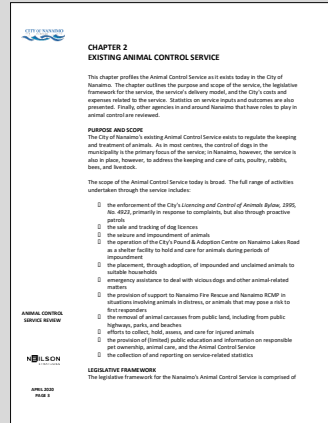 CITY OF NANAIMO
CHAPTER 2
EXISTING ANIMAL CONTROL SERVICE
This chapter profiles the Animal Control Service as it exists today in the City of
Nanaimo. The chapter outlines the purpose and scope of the service, the legislative
framework for the service, the service's delivery model, and the City's costs and
expenses related to the service. Statistics on service inputs and outcomes are also
presented. Finally, other agencies in and around Nanaimo that have roles to play in
animal control are reviewed.
PURPOSE AND SCOPE
The City of Nanaimo's existing Animal Control Service exists to regulate the keeping
and treatment of animals. As in most centres, the control of dogs in the
municipality is the primary focus of the service; in Nanaimo, however, the service is
also in place, however, to address the keeping and care of cats, poultry, rabbits,
bees, and livestock.
The scope of the Animal Control Service today is broad. The full range of activities
undertaken through the service includes:
the enforcement of the City's Licensing and Control of Animals Bylaw, 1995,
No. 4923, primarily in response to complaints, but also through proactive
patrols
the sale and tracking of dog licences
the seizure and impoundment of animals
the operation of the City's Pound & Adoption Centre on Nanaimo Lakes Road
as a shelter facility to hold and care for animals during periods of
impoundment
the placement, through adoption, of impounded and unclaimed animals to
suitable households
emergency assistance to deal with vicious dogs and other animal-related
matters
the provision of support to Nanaimo Fire Rescue and Nanaimo RCMP in
situations involving animals in distress, or animals that may pose a risk to
first responders
the removal of animal carcasses from public land, including from public
highways, parks, and beaches
efforts to collect, hold, assess, and care for injured animals
the provision of (limited) public education and information on responsible
pet ownership, animal care, and the Animal Control Service
the collection of and reporting on service-related statistics
LEGISLATIVE FRAMEWORK
The legislative framework for the Nanaimo's Animal Control Service is comprised of
ANIMAL CONTROL
SERVICE REVIEW
NEILSON
APRIL 2020
PAGE 3